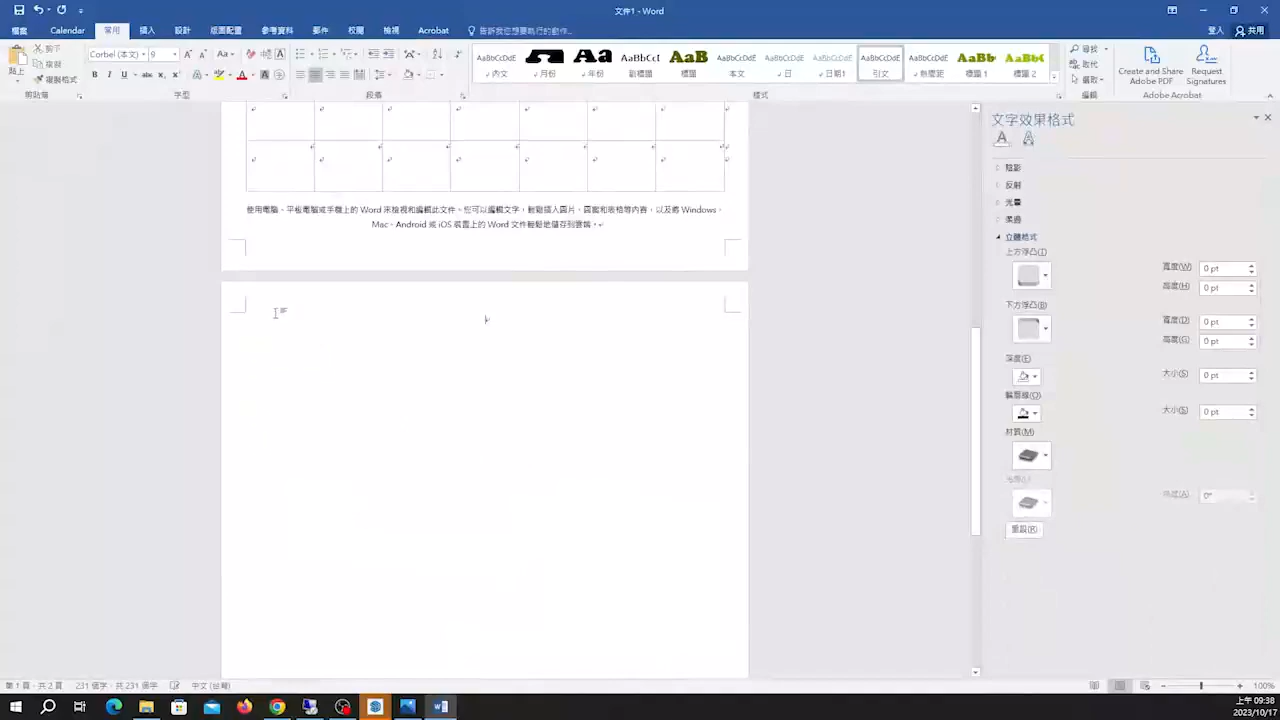 文件1 - Word
檔案 Calendar 常用 插入 設計 版面配置 參考資料 郵件 校閱 檢視 Acrobat 告訴我您想要執行的動作... 登入 共用
貼上 剪下 複製 複製格式
Corbel (本文) 9
AaBbCcDdE 內文
月份
Aa 年份
AaBbCcI 副標題
AaB 標題
AaBbCcDdE 本文
AaBbCcDdE 日
AaBbCcDdE 日期1
AaBbCcDdE 引文
AaBbCcDdE 無間距
AaBb 標題 1
AaBb 標題 2
尋找 取代 選取
Create and Share Adobe PDF
Request Signatures
剪貼簿 字型 段落 樣式 編輯 Adobe Acrobat
使用電腦、平板電腦或手機上的 Word 來檢視和編輯此文件。您可以編輯文字，輕鬆插入圖片、圖案和表格等內容，以及將 Windows、
Mac、Android 或 iOS 裝置上的 Word 文件輕鬆地儲存到雲端。
文字效果格式
陰影
反射
光暈
柔邊
立體格式
上方浮凸(T)
寬度(W) 0 pt
高度(H) 0 pt
下方浮凸(B)
寬度(D) 0 pt
高度(G) 0 pt
深度(E)
大小(S) 0 pt
輪廓線(O)
大小(S) 0 pt
材質(M)
光源(L)
角度(A) 0°
重設(R)
第 1 頁，共 2 頁 231 個字，共 231 個字 中文 (台灣) 100%
上午 09:38
2023/10/17